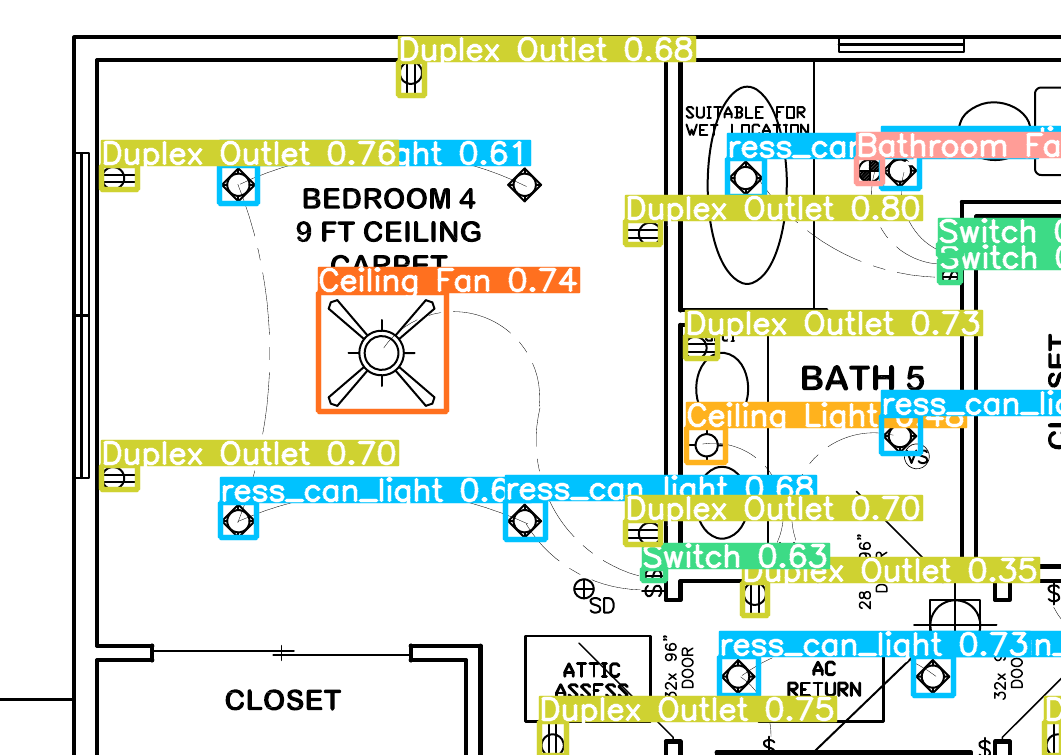 Duplex Outlet 0.68
SUITABLE FOR
WET LOCATION
Duplex Outlet 0.76
ght 0.61
ress_car
Bathroom Fa
BEDROOM 4
9 FT CEILING
CARPET
Duplex Outlet 0.80
Switch 0
Switch 0.
Ceiling Fan 0.74
Duplex Outlet 0.73
BATH 5
Ceiling Light 0.48
ress_can_lig
VS
Duplex Outlet 0.70
ress_can_light 0.6
ress_can_light 0.68
Duplex Outlet 0.70
Switch 0.63
Duplex Outlet 0.35
$
$
SD
28
96"
ress_can_light 0.73
n_
ATTIC
ASSESS
32x 96"
DOOR
AC
RETURN
CLOSET
Duplex Outlet 0.75
D
$
$